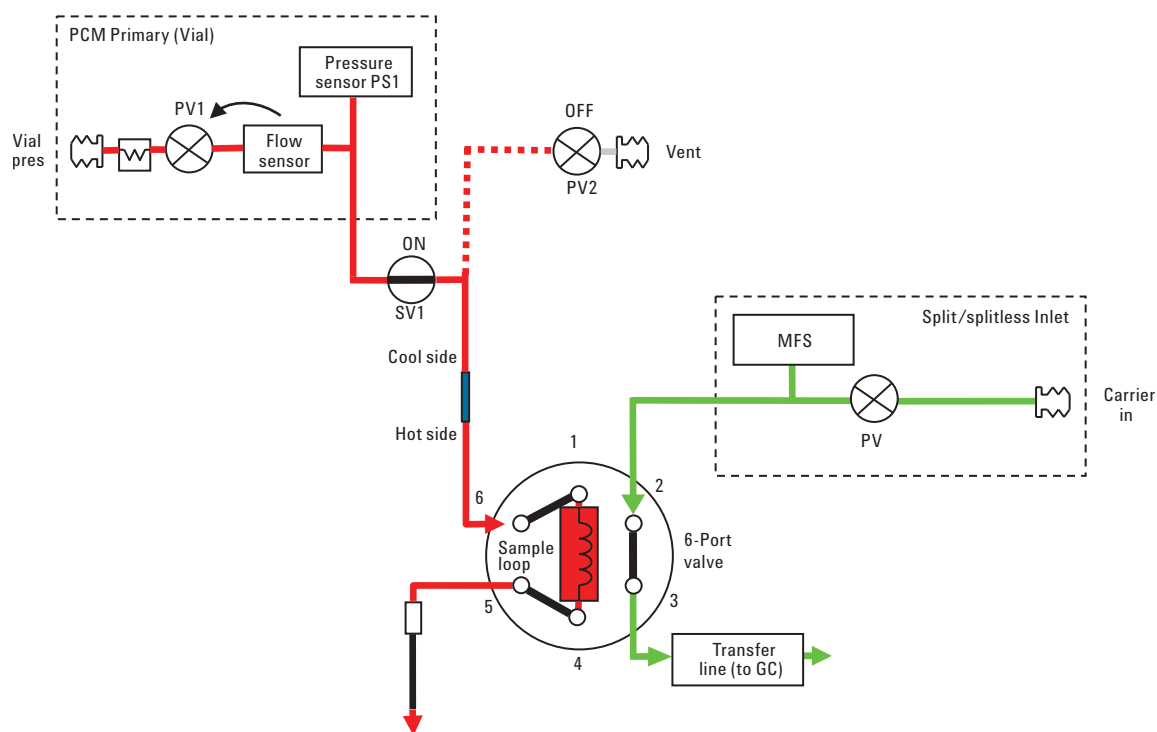 PCM Primary (Vial)
Pressure
sensor PS1
PV1
Flow
sensor
Vial
pres
OFF
PV2
Vent
ON
SV1
Cool side
Hot side
Split/splitless Inlet
MFS
PV
Carrier
in
1
2
6
Sample
loop
6-Port
valve
5
3
4
Transfer
line (to GC)